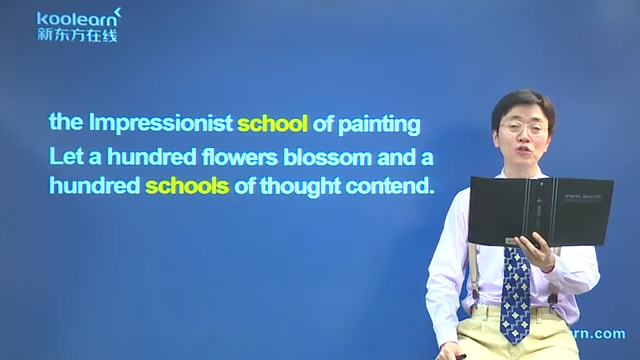 koolearn
新东方在线
the Impressionist school of painting
Let a hundred flowers blossom and a
hundred schools of thought contend.
rn.com